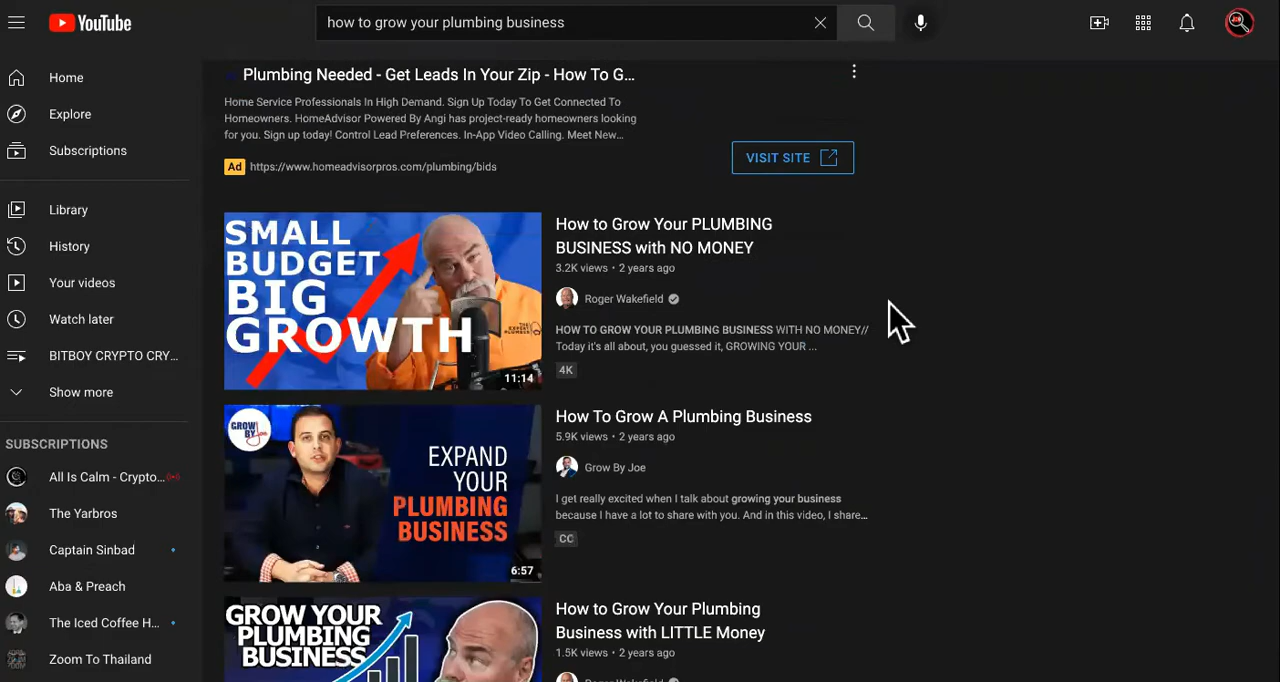 YouTube
how to grow your plumbing business
Home
Explore
Subscriptions
Library
History
Your videos
Watch later
BITBOY CRYPTO CRY...
Show more
SUBSCRIPTIONS
All Is Calm - Crypto...
The Yarbros
Captain Sinbad
Aba & Preach
The Iced Coffee H...
Zoom To Thailand
Plumbing Needed - Get Leads In Your Zip - How To G...
Home Service Professionals In High Demand. Sign Up Today To Get Connected To
Homeowners. HomeAdvisor Powered By Angi has project-ready homeowners looking
for you. Sign up today! Control Lead Preferences. In-App Video Calling. Meet New...
Ad https://www.homeadvisorpros.com/plumbing/bids
VISIT SITE
SMALL
BUDGET
BIG
GROWTH
11:14
How to Grow Your PLUMBING
BUSINESS with NO MONEY
3.2K views • 2 years ago
Roger Wakefield
HOW TO GROW YOUR PLUMBING BUSINESS WITH NO MONEY//
Today it's all about, you guessed it, GROWING YOUR ...
4K
GROW
BY Joe
EXPAND
YOUR
PLUMBING
BUSINESS
6:57
How To Grow A Plumbing Business
5.9K views • 2 years ago
Grow By Joe
I get really excited when I talk about growing your business
because I have a lot to share with you. And in this video, I share...
CC
GROW YOUR
PLUMBING
BUSINESS
How to Grow Your Plumbing
Business with LITTLE Money
1.5K views • 2 years ago
Roger Wakefield